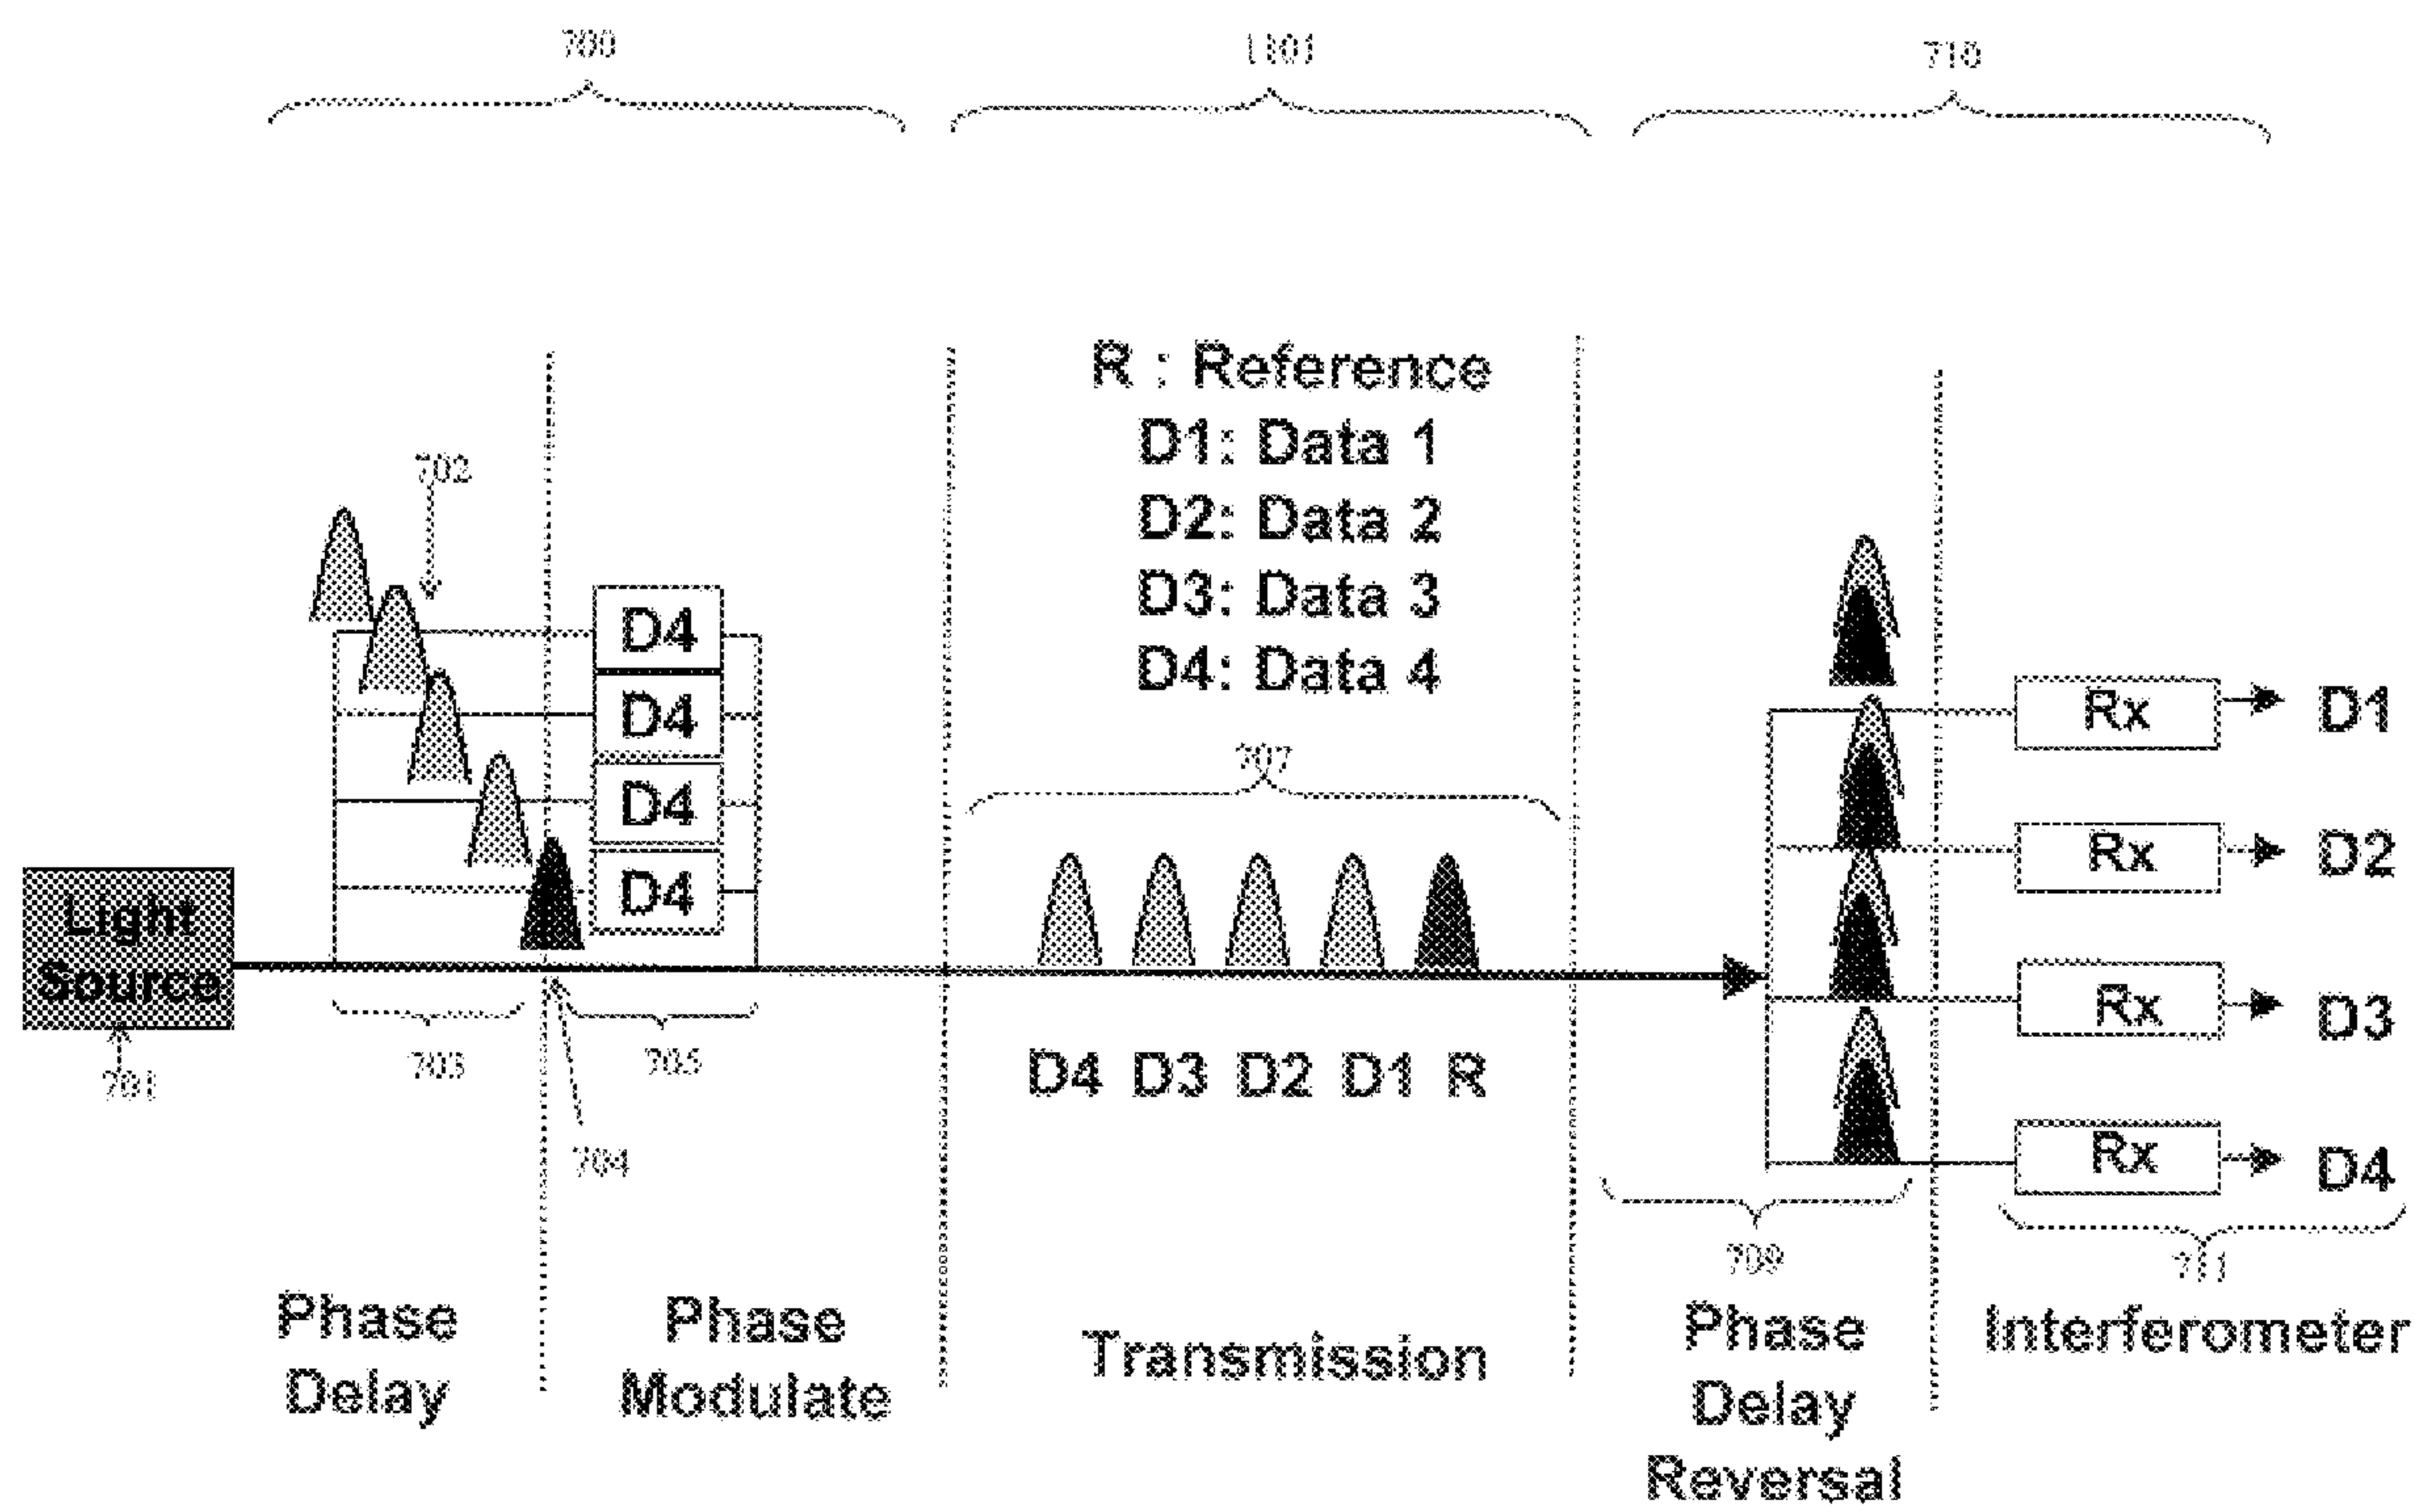 700
1101
710
R : Reference
D1: Data 1
D2: Data 2
D3: Data 3
D4: Data 4
702
D4
D4
D4
D4
707
Light
Source
701
703
705
704
D4 D3 D2 D1 R
Rx
D1
Rx
D2
Rx
D3
Rx
D4
709
711
Phase
Delay
Phase
Modulate
Transmission
Phase
Delay
Reversal
Interferometer